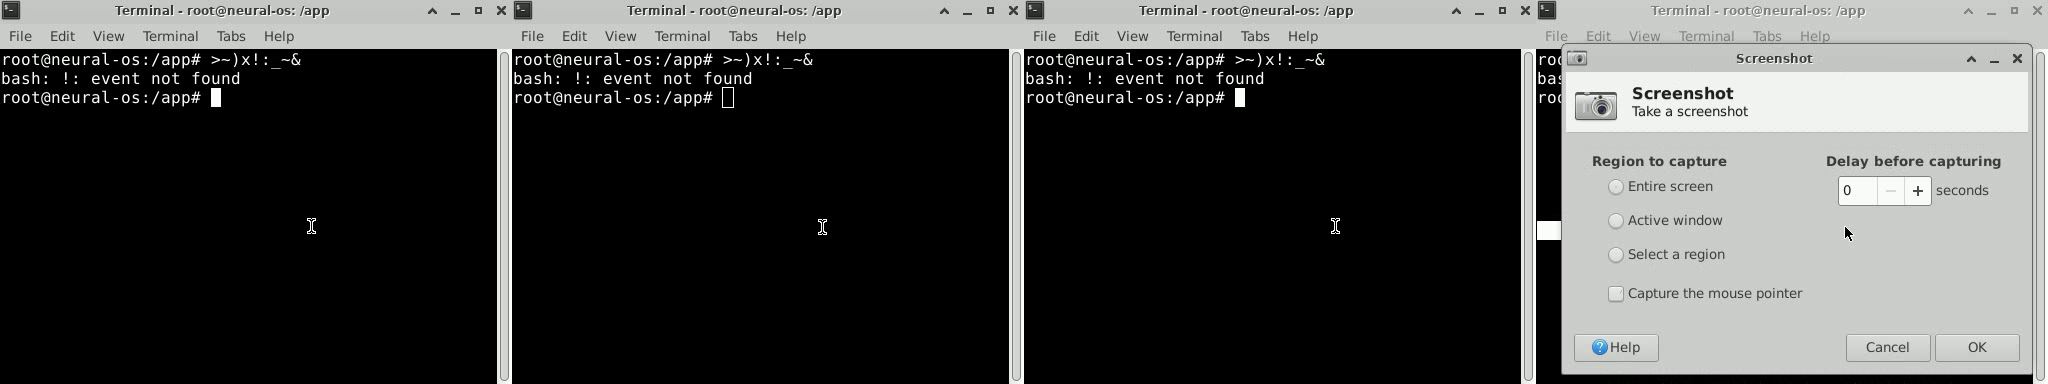 Terminal - root@neural-os: /app
File Edit View Terminal Tabs Help
root@neural-os:/app# >~)x!:_~&
bash: !: event not found
root@neural-os:/app#
Terminal - root@neural-os: /app
File Edit View Terminal Tabs Help
root@neural-os:/app# >~)x!:_~&
bash: !: event not found
root@neural-os:/app#
Terminal - root@neural-os: /app
File Edit View Terminal Tabs Help
root@neural-os:/app# >~)x!:_~&
bash: !: event not found
root@neural-os:/app#
Terminal - root@neural-os: /app
File Edit View Terminal Tabs Help
Screenshot
Screenshot
Take a screenshot
Region to capture
Entire screen
Active window
Select a region
Capture the mouse pointer
Delay before capturing
0 seconds
Help Cancel OK